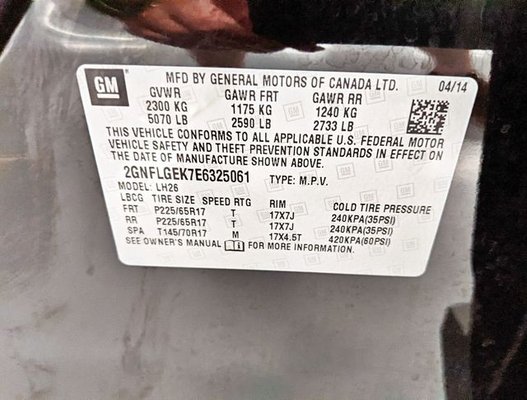 GM MFD BY GENERAL MOTORS OF CANADA LTD. 04/14
GVWR GAWR FRT GAWR RR
2300 KG 1175 KG 1240 KG
5070 LB 2590 LB 2733 LB
THIS VEHICLE CONFORMS TO ALL APPLICABLE U.S. FEDERAL MOTOR
VEHICLE SAFETY AND THEFT PREVENTION STANDARDS IN EFFECT ON
THE DATE OF MANUFACTURE SHOWN ABOVE.
2GNFLGEK7E6325061 TYPE: M.P.V.
MODEL: LH26
LBCG TIRE SIZE SPEED RTG RIM COLD TIRE PRESSURE
FRT P225/65R17 T 17X7J 240KPA(35PSI)
RR P225/65R17 T 17X7J 240KPA(35PSI)
SPA T145/70R17 M 17X4.5T 420KPA(60PSI)
SEE OWNER'S MANUAL FOR MORE INFORMATION.